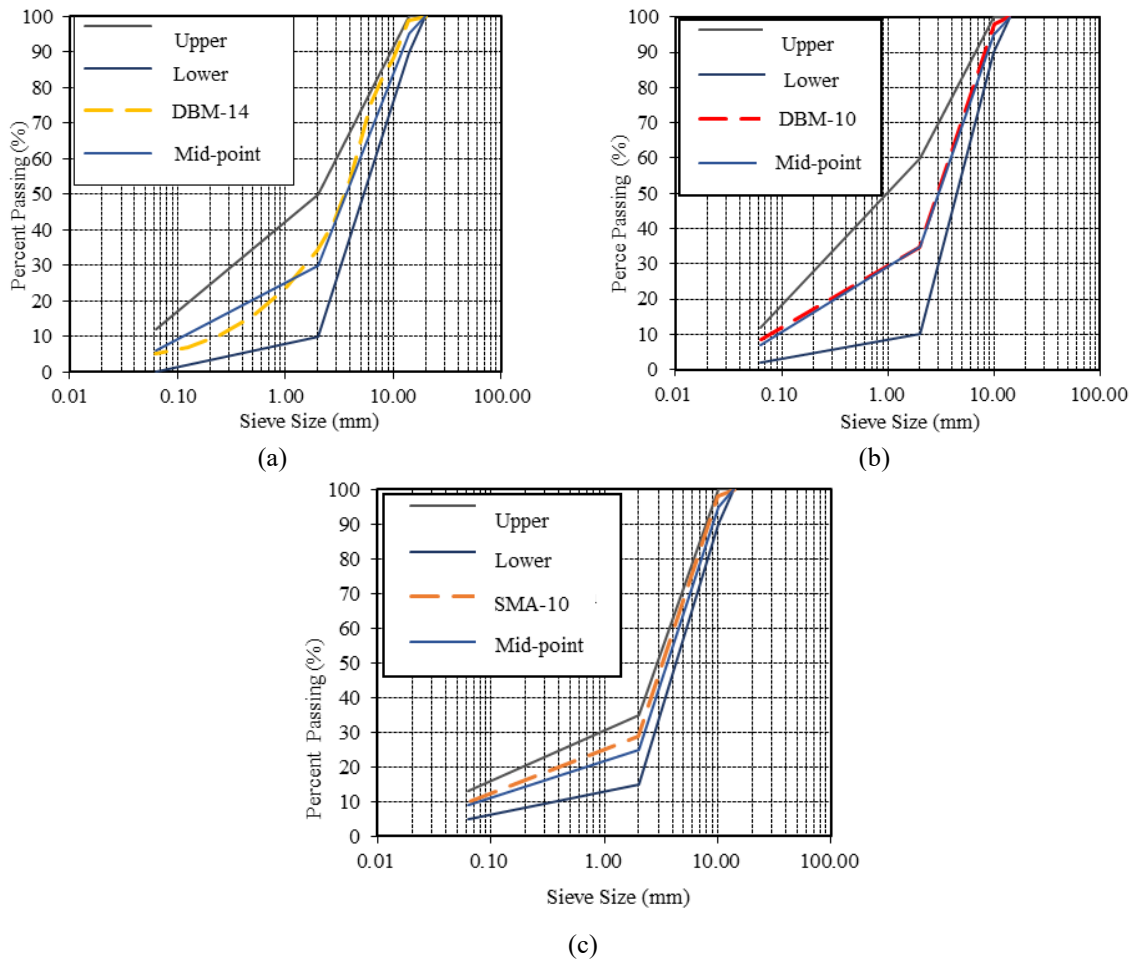 Percent Passing (%)
100
90
80
70
60
50
40
30
20
10
0
Upper
Lower
DBM-14
Mid-point
0.01 0.10 1.00 10.00 100.00
Sieve Size (mm)
(a)
Perce Passing (%)
100
90
80
70
60
50
40
30
20
10
0
Upper
Lower
DBM-10
Mid-point
0.01 0.10 1.00 10.00 100.00
Sieve Size (mm)
(b)
Percent Passing (%)
100
90
80
70
60
50
40
30
20
10
0
Upper
Lower
SMA-10
Mid-point
0.01 0.10 1.00 10.00 100.00
Sieve Size (mm)
(c)